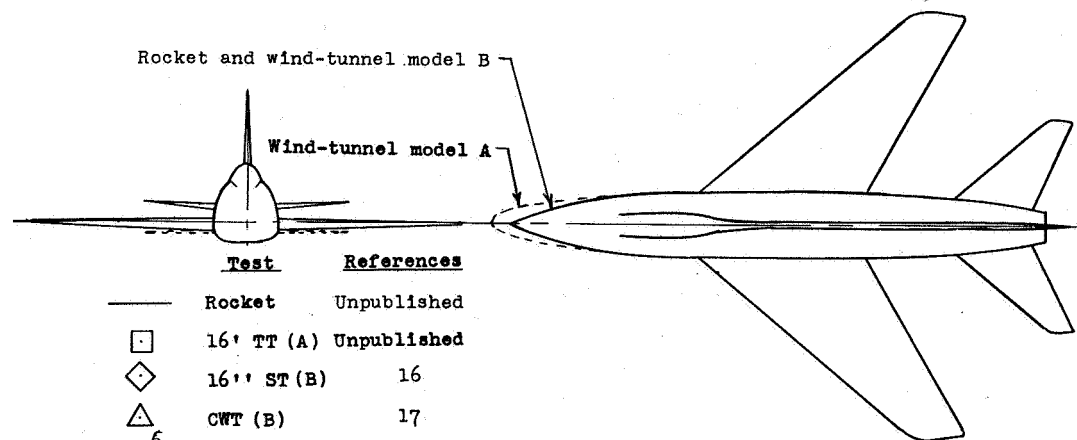 Rocket and wind-tunnel model B
Wind-tunnel model A
Test References
Rocket Unpublished
16' TT (A) Unpublished
16'' ST (B) 16
CWT (B) 17
6